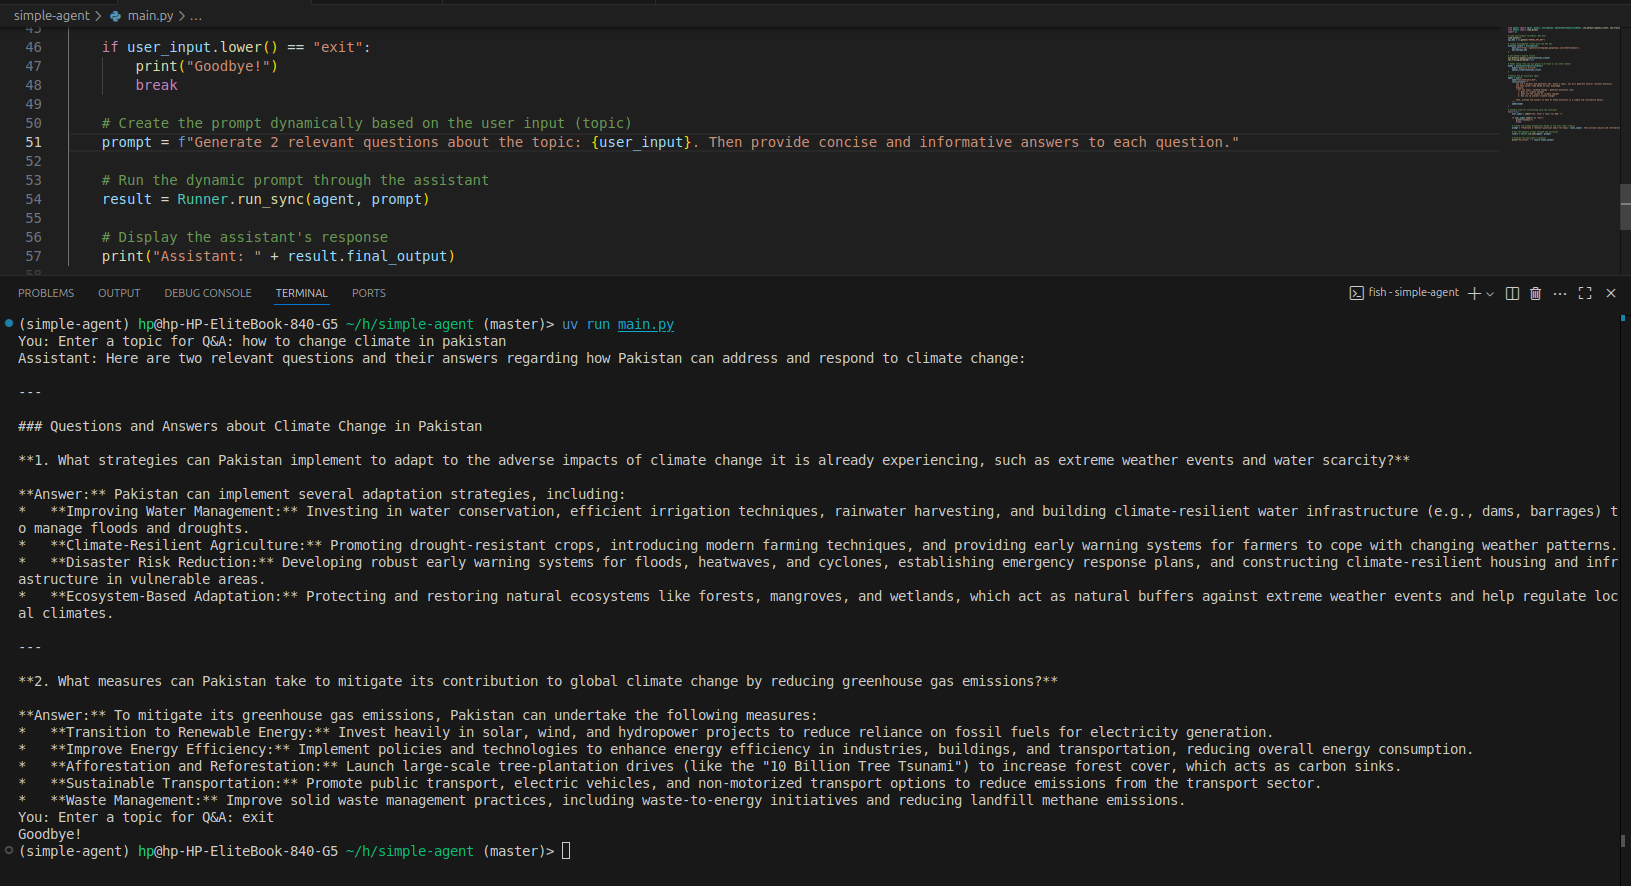 simple-agent > main.py > ...
45
46 if user_input.lower() == "exit":
47 print("Goodbye!")
48 break
49
50 # Create the prompt dynamically based on the user input (topic)
51 prompt = f"Generate 2 relevant questions about the topic: {user_input}. Then provide concise and informative answers to each question."
52
53 # Run the dynamic prompt through the assistant
54 result = Runner.run_sync(agent, prompt)
55
56 # Display the assistant's response
57 print("Assistant: " + result.final_output)
58
PROBLEMS OUTPUT DEBUG CONSOLE TERMINAL PORTS fish - simple-agent
(simple-agent) hp@hp-HP-EliteBook-840-G5 ~/h/simple-agent (master)> uv run main.py
You: Enter a topic for Q&A: how to change climate in pakistan
Assistant: Here are two relevant questions and their answers regarding how Pakistan can address and respond to climate change:
---
### Questions and Answers about Climate Change in Pakistan
**1. What strategies can Pakistan implement to adapt to the adverse impacts of climate change it is already experiencing, such as extreme weather events and water scarcity?**
**Answer:** Pakistan can implement several adaptation strategies, including:
*   **Improving Water Management:** Investing in water conservation, efficient irrigation techniques, rainwater harvesting, and building climate-resilient water infrastructure (e.g., dams, barrages) t
o manage floods and droughts.
*   **Climate-Resilient Agriculture:** Promoting drought-resistant crops, introducing modern farming techniques, and providing early warning systems for farmers to cope with changing weather patterns.
*   **Disaster Risk Reduction:** Developing robust early warning systems for floods, heatwaves, and cyclones, establishing emergency response plans, and constructing climate-resilient housing and infr
astructure in vulnerable areas.
*   **Ecosystem-Based Adaptation:** Protecting and restoring natural ecosystems like forests, mangroves, and wetlands, which act as natural buffers against extreme weather events and help regulate loc
al climates.
---
**2. What measures can Pakistan take to mitigate its contribution to global climate change by reducing greenhouse gas emissions?**
**Answer:** To mitigate its greenhouse gas emissions, Pakistan can undertake the following measures:
*   **Transition to Renewable Energy:** Invest heavily in solar, wind, and hydropower projects to reduce reliance on fossil fuels for electricity generation.
*   **Improve Energy Efficiency:** Implement policies and technologies to enhance energy efficiency in industries, buildings, and transportation, reducing overall energy consumption.
*   **Afforestation and Reforestation:** Launch large-scale tree-plantation drives (like the "10 Billion Tree Tsunami") to increase forest cover, which acts as carbon sinks.
*   **Sustainable Transportation:** Promote public transport, electric vehicles, and non-motorized transport options to reduce emissions from the transport sector.
*   **Waste Management:** Improve solid waste management practices, including waste-to-energy initiatives and reducing landfill methane emissions.
You: Enter a topic for Q&A: exit
Goodbye!
(simple-agent) hp@hp-HP-EliteBook-840-G5 ~/h/simple-agent (master)>